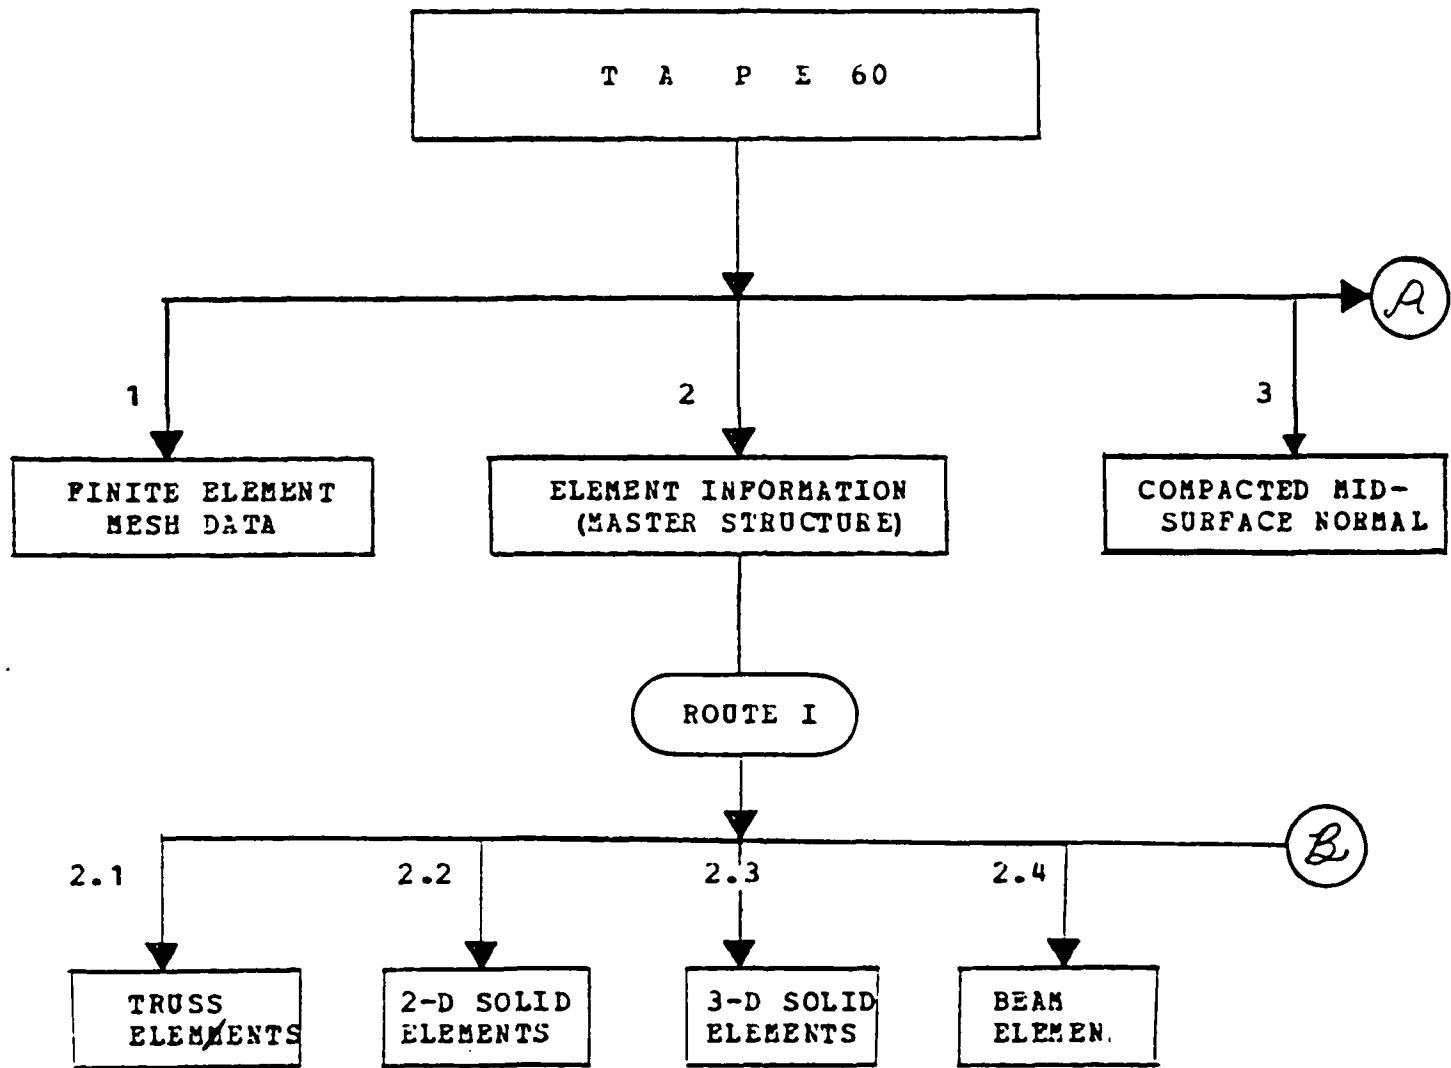 T A P E 60
A
1
2
3
FINITE ELEMENT
MESH DATA
ELEMENT INFORMATION
(MASTER STRUCTURE)
COMPACTED MID-
SURFACE NORMAL
ROUTE I
B
2.1
2.2
2.3
2.4
TRUSS
ELEMMENTS
2-D SOLID
ELEMENTS
3-D SOLID
ELEMENTS
BEAM
ELEMEN.